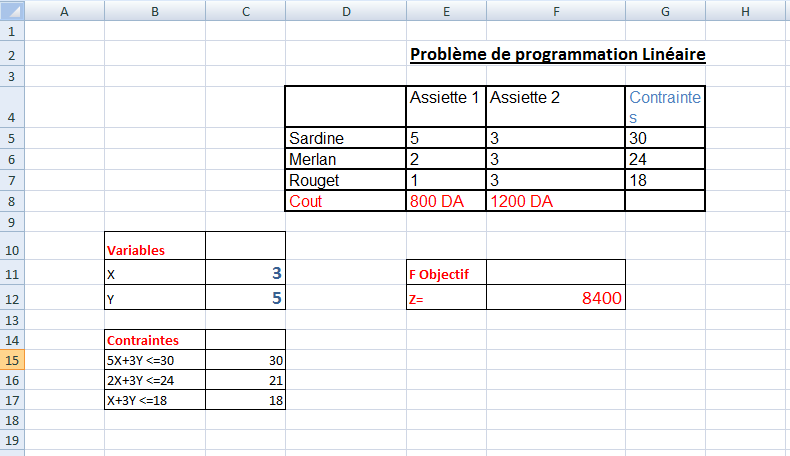 A B C D E F G H
1
2 Problème de programmation Linéaire
3
Assiette 1 Assiette 2 Contrainte
4 s
5 Sardine 5 3 30
6 Merlan 2 3 24
7 Rouget 1 3 18
8 Cout 800 DA 1200 DA
9
10 Variables
11 X 3 F Objectif
12 Y 5 Z= 8400
13
14 Contraintes
15 5X+3Y <=30 30
16 2X+3Y <=24 21
17 X+3Y <=18 18
18
19